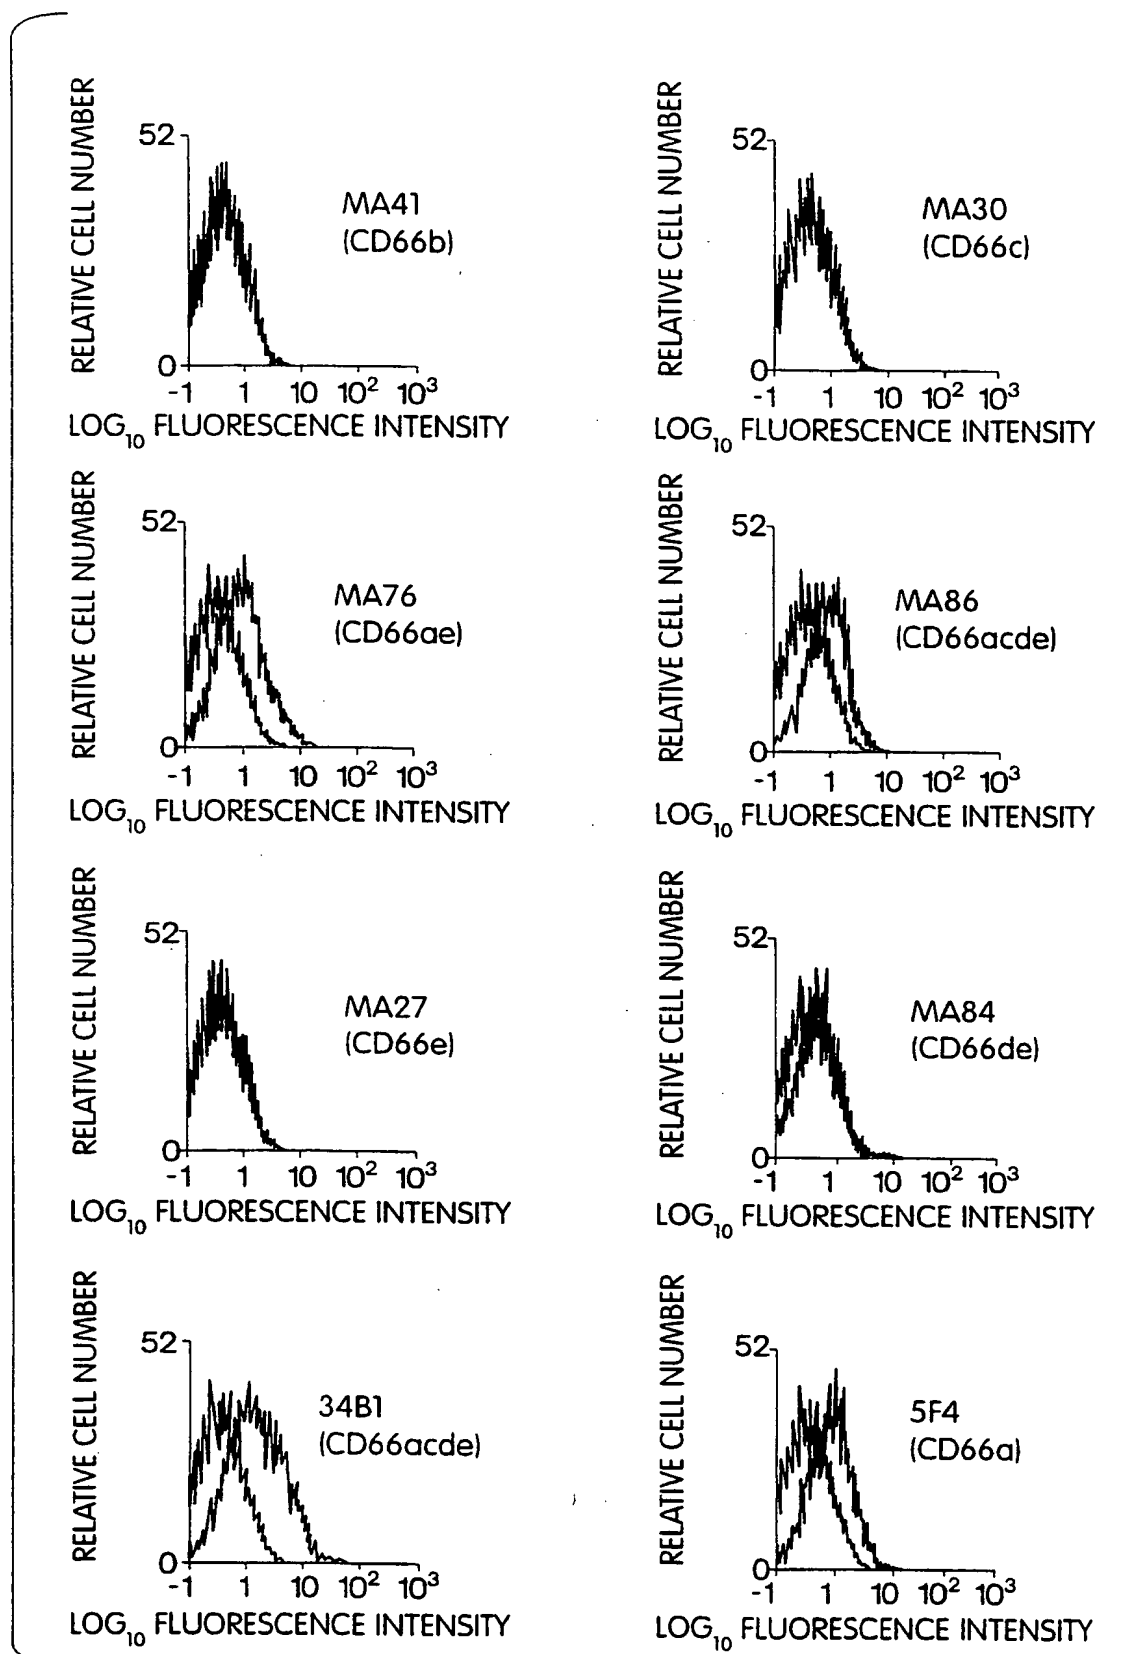 RELATIVE CELL NUMBER
52
MA41
(CD66b)
0
-1 1 10 10² 10³
LOG₁₀ FLUORESCENCE INTENSITY
RELATIVE CELL NUMBER
52
MA30
(CD66c)
0
-1 1 10 10² 10³
LOG₁₀ FLUORESCENCE INTENSITY
RELATIVE CELL NUMBER
52
MA76
(CD66ae)
0
-1 1 10 10² 10³
LOG₁₀ FLUORESCENCE INTENSITY
RELATIVE CELL NUMBER
52
MA86
(CD66acde)
0
-1 1 10 10² 10³
LOG₁₀ FLUORESCENCE INTENSITY
RELATIVE CELL NUMBER
52
MA27
(CD66e)
0
-1 1 10 10² 10³
LOG₁₀ FLUORESCENCE INTENSITY
RELATIVE CELL NUMBER
52
MA84
(CD66de)
0
-1 1 10 10² 10³
LOG₁₀ FLUORESCENCE INTENSITY
RELATIVE CELL NUMBER
52
34B1
(CD66acde)
0
-1 1 10 10² 10³
LOG₁₀ FLUORESCENCE INTENSITY
RELATIVE CELL NUMBER
52
5F4
(CD66a)
0
-1 1 10 10² 10³
LOG₁₀ FLUORESCENCE INTENSITY